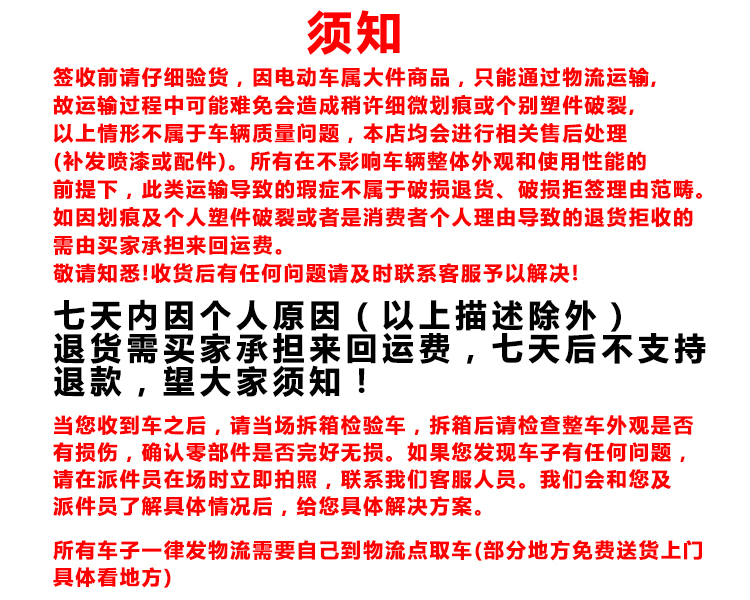 须知
签收前请仔细验货，因电动车属大件商品，只能通过物流运输,
故运输过程中可能难免会造成稍许细微划痕或个别塑件破裂,
以上情形不属于车辆质量问题，本店均会进行相关售后处理
(补发喷漆或配件)。所有在不影响车辆整体外观和使用性能的
前提下，此类运输导致的瑕症不属于破损退货、破损拒签理由范畴。
如因划痕及个人塑件破裂或者是消费者个人理由导致的退货拒收的
需由买家承担来回运费。
敬请知悉!收货后有任何问题请及时联系客服予以解决!
七天内因个人原因（以上描述除外）
退货需买家承担来回运费，七天后不支持
退款，望大家须知！
当您收到车之后，请当场拆箱检验车，拆箱后请检查整车外观是否
有损伤，确认零部件是否完好无损。如果您发现车子有任何问题，
请在派件员在场时立即拍照，联系我们客服人员。我们会和您及
派件员了解具体情况后，给您具体解决方案。
所有车子一律发物流需要自己到物流点取车(部分地方免费送货上门
具体看地方)